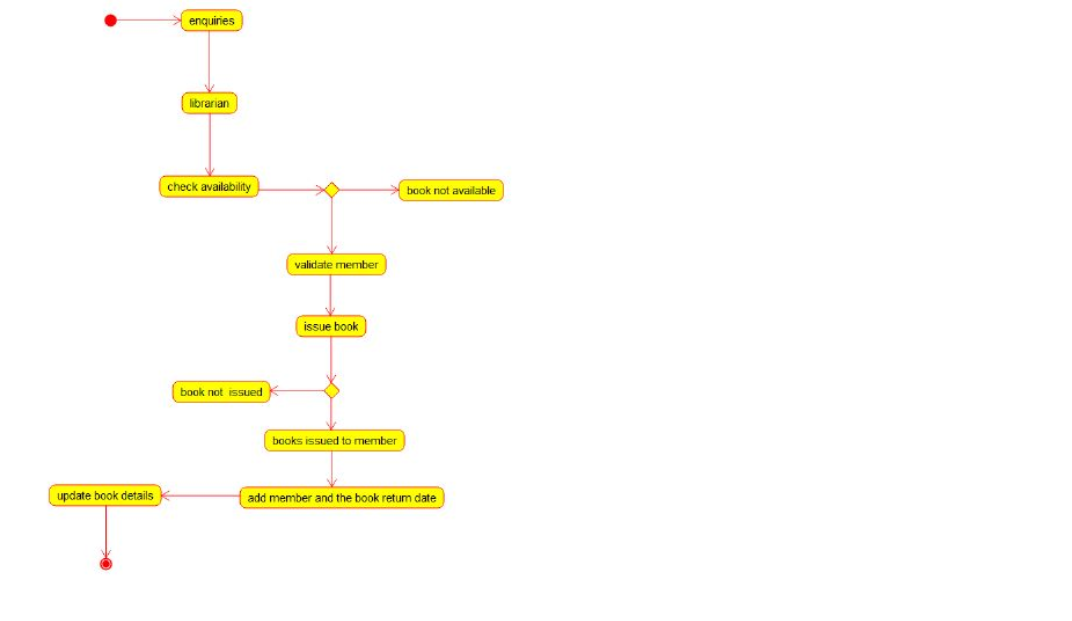 enquiries
librarian
check availability
book not available
validate member
issue book
book not  issued
books issued to member
update book details
add member and the book return date